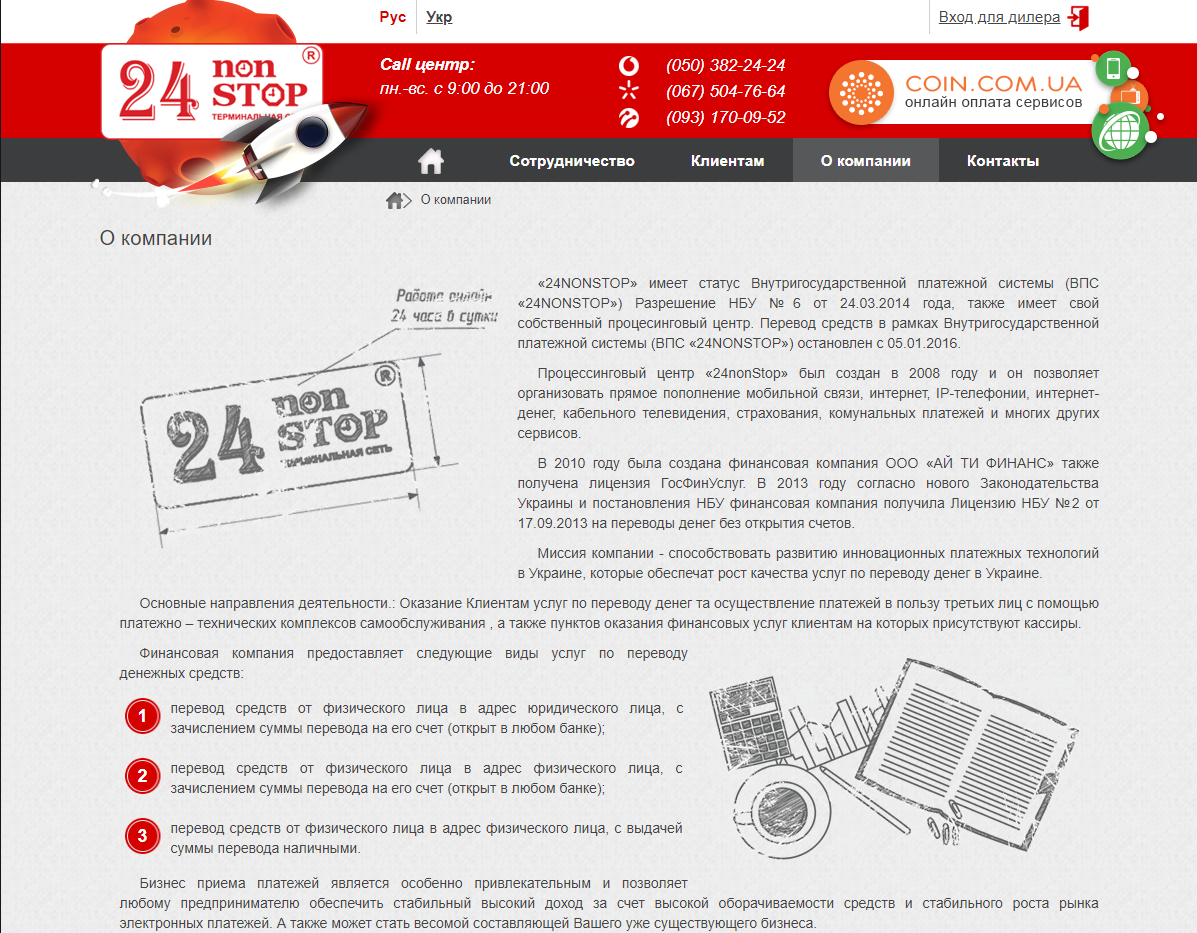 Рус Укр
Вход для дилера
24 non STOP ®
ТЕРМИНАЛЬНАЯ
Call центр:
пн.-вс. с 9:00 до 21:00
(050) 382-24-24
(067) 504-76-64
(093) 170-09-52
COIN.COM.UA
онлайн оплата сервисов
Сотрудничество Клиентам О компании Контакты
О компании
О компании
Работа онлайн
24 часа в сутки
24 non STOP ®
ТЕРМИНАЛЬНАЯ СЕТЬ
«24NONSTOP» имеет статус Внутригосударственной платежной системы (ВПС
«24NONSTOP») Разрешение НБУ № 6 от 24.03.2014 года, также имеет свой
собственный процесинговый центр. Перевод средств в рамках Внутригосударственной
платежной системы (ВПС «24NONSTOP») остановлен с 05.01.2016.
Процессинговый центр «24nonStop» был создан в 2008 году и он позволяет
организовать прямое пополнение мобильной связи, интернет, IP-телефонии, интернет-
денег, кабельного телевидения, страхования, комунальных платежей и многих других
сервисов.
В 2010 году была создана финансовая компания ООО «АЙ ТИ ФИНАНС» также
получена лицензия ГосФинУслуг. В 2013 году согласно нового Законодательства
Украины и постановления НБУ финансовая компания получила Лицензию НБУ №2 от
17.09.2013 на переводы денег без открытия счетов.
Миссия компании - способствовать развитию инновационных платежных технологий
в Украине, которые обеспечат рост качества услуг по переводу денег в Украине.
Основные направления деятельности.: Оказание Клиентам услуг по переводу денег та осуществление платежей в пользу третьих лиц с помощью
платежно – технических комплексов самообслуживания , а также пунктов оказания финансовых услуг клиентам на которых присутствуют кассиры.
Финансовая компания предоставляет следующие виды услуг по переводу
денежных средств:
1 перевод средств от физического лица в адрес юридического лица, с
зачислением суммы перевода на его счет (открыт в любом банке);
2 перевод средств от физического лица в адрес физического лица, с
зачислением суммы перевода на его счет (открыт в любом банке);
3 перевод средств от физического лица в адрес физического лица, с выдачей
суммы перевода наличными.
Бизнес приема платежей является особенно привлекательным и позволяет
любому предпринимателю обеспечить стабильный высокий доход за счет высокой оборачиваемости средств и стабильного роста рынка
электронных платежей. А также может стать весомой составляющей Вашего уже существующего бизнеса.